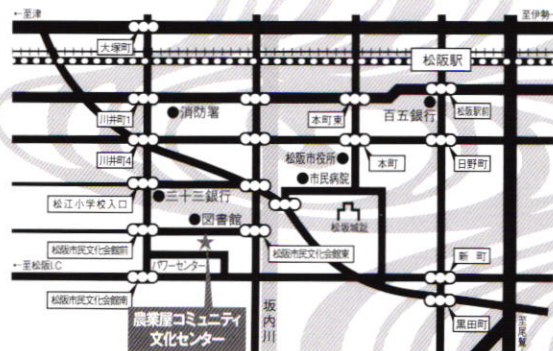 ←至津
至伊勢→
大塚町
松阪駅
川井町1
消防署
本町東
百五銀行
松阪駅前
川井町4
松阪市役所
本町
日野町
市民病院
三十三銀行
松江小学校入口
図書館
松坂城跡
松阪市民文化会館前
松阪市民文化会館東
←至松阪I.C
パワーセンター
新町
松阪市民文化会館南
坂内川
黒田町
至尾鷲
農業屋コミュニティ
文化センター